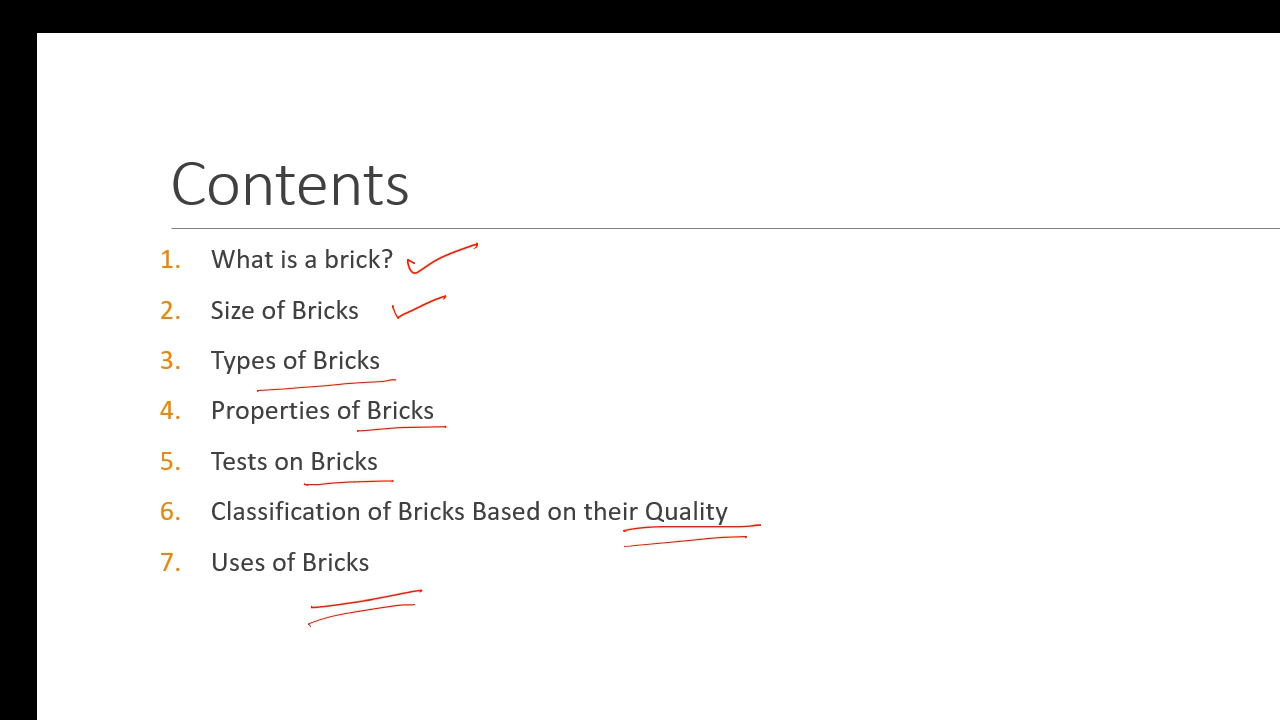 Contents
1. What is a brick?
2. Size of Bricks
3. Types of Bricks
4. Properties of Bricks
5. Tests on Bricks
6. Classification of Bricks Based on their Quality
7. Uses of Bricks